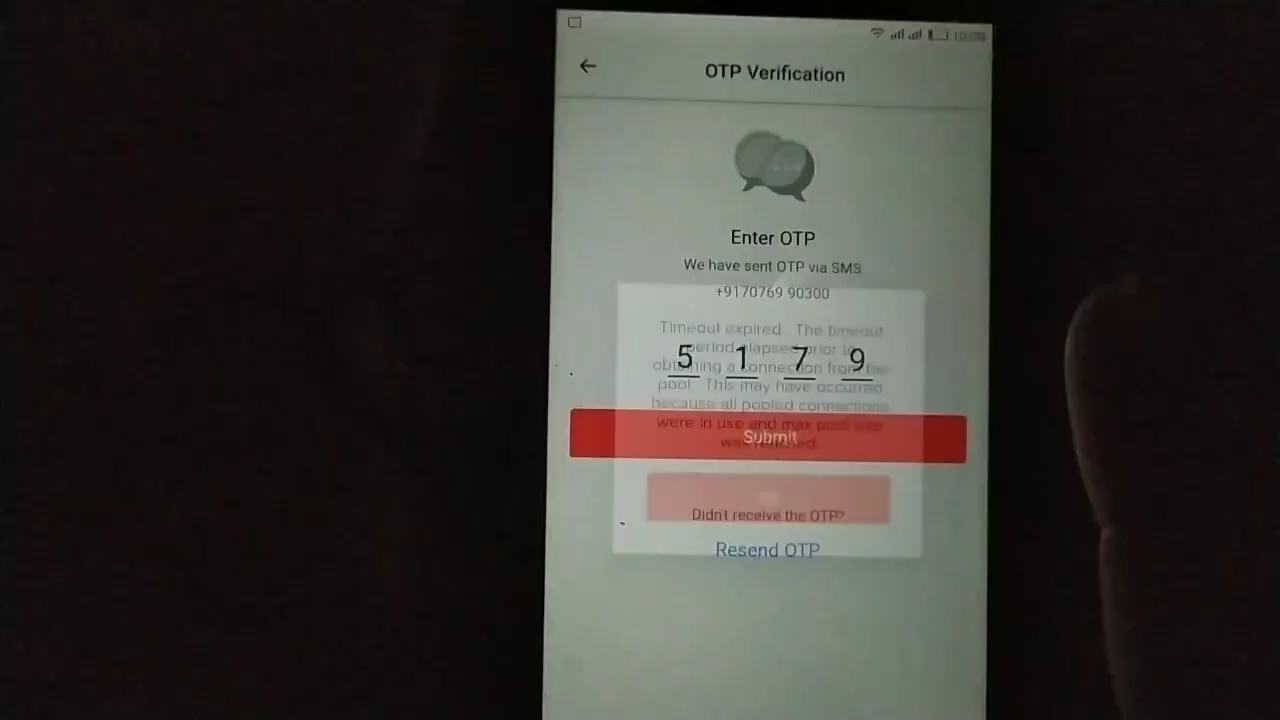 10:09
OTP Verification
Enter OTP
We have sent OTP via SMS
+9170769 90300
Timeout expired. The timeout
period elapsed prior to
5 1 7 9
obtaining a connection from the
pool. This may have occurred
because all pooled connections
were in use and max pool size
was reached.
Submit
Didn't receive the OTP?
Resend OTP